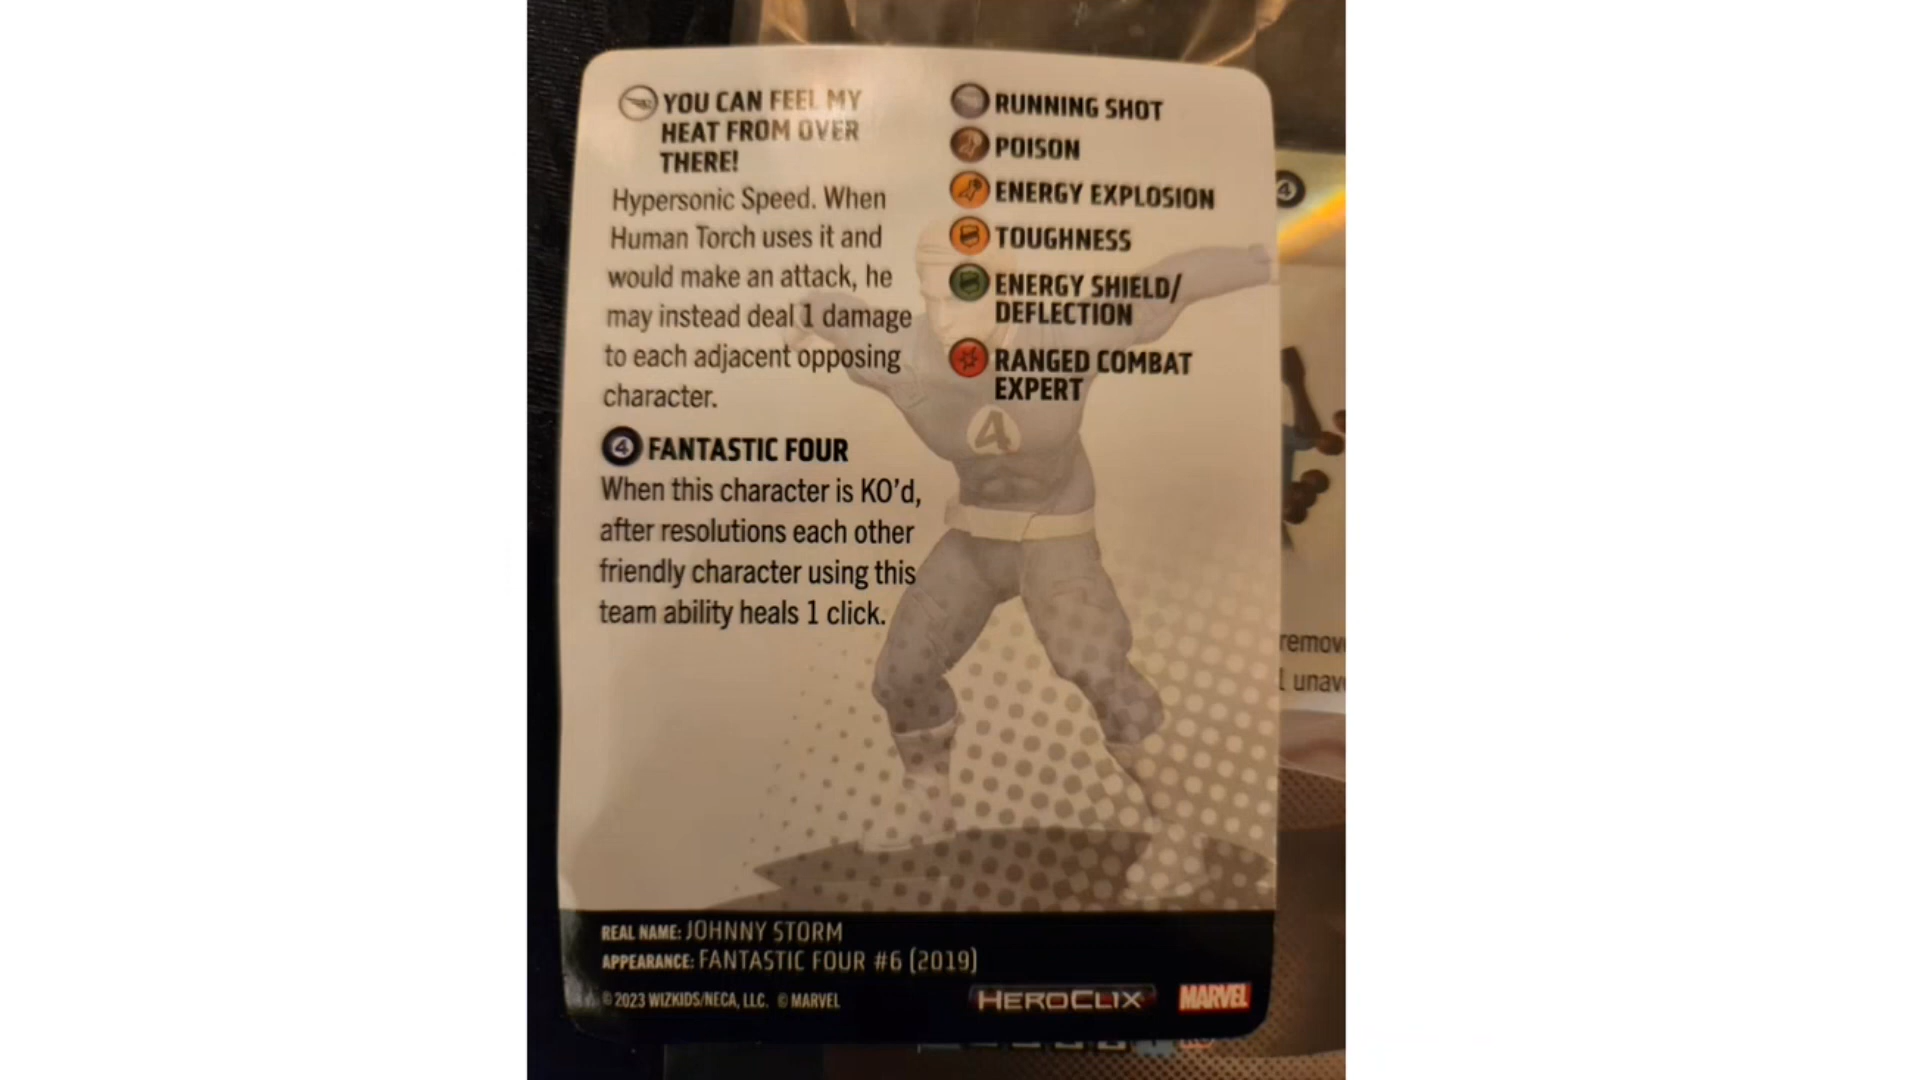 YOU CAN FEEL MY
HEAT FROM OVER
THERE!
Hypersonic Speed. When
Human Torch uses it and
would make an attack, he
may instead deal 1 damage
to each adjacent opposing
character.
4 FANTASTIC FOUR
When this character is KO'd,
after resolutions each other
friendly character using this
team ability heals 1 click.
RUNNING SHOT
POISON
ENERGY EXPLOSION
TOUGHNESS
ENERGY SHIELD/
DEFLECTION
RANGED COMBAT
EXPERT
4
4
REAL NAME: JOHNNY STORM
APPEARANCE: FANTASTIC FOUR #6 (2019)
© 2023 WIZKIDS/NECA, LLC. © MARVEL
HEROCLIX
MARVEL